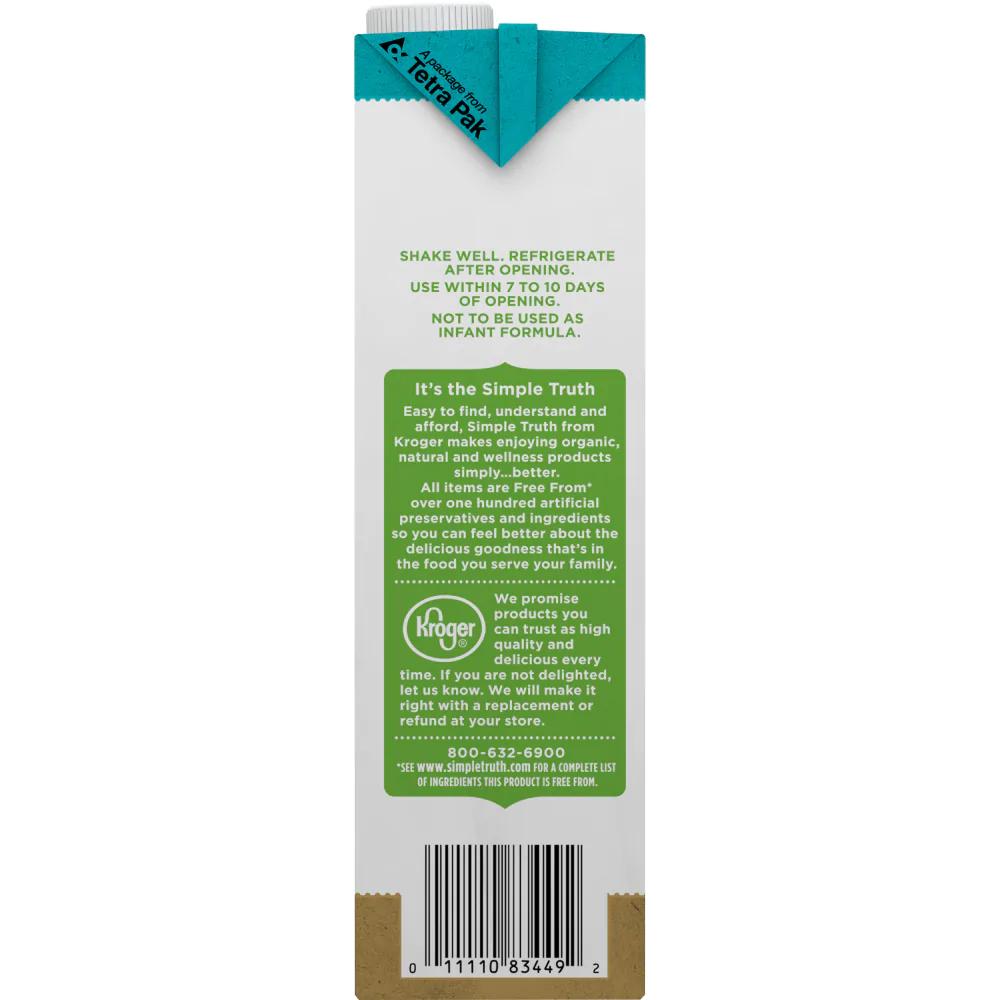 A package from
Tetra Pak
SHAKE WELL. REFRIGERATE
AFTER OPENING.
USE WITHIN 7 TO 10 DAYS
OF OPENING.
NOT TO BE USED AS
INFANT FORMULA.
It's the Simple Truth
Easy to find, understand and
afford, Simple Truth from
Kroger makes enjoying organic,
natural and wellness products
simply...better.
All items are Free From*
over one hundred artificial
preservatives and ingredients
so you can feel better about the
delicious goodness that's in
the food you serve your family.
Kroger®
We promise
products you
can trust as high
quality and
delicious every
time. If you are not delighted,
let us know. We will make it
right with a replacement or
refund at your store.
800-632-6900
*SEE www.simpletruth.com FOR A COMPLETE LIST
OF INGREDIENTS THIS PRODUCT IS FREE FROM.
0 11110 83449 2